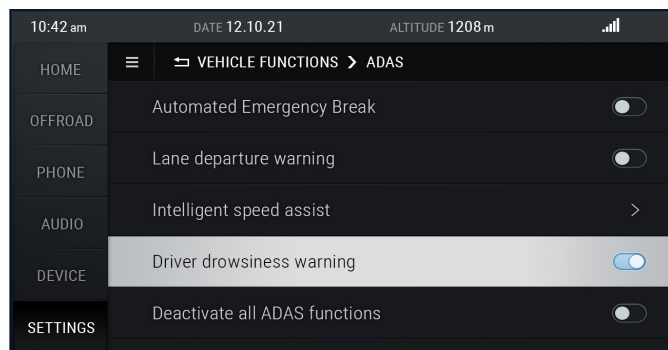 10:42 am DATE 12.10.21 ALTITUDE 1208 m
HOME
OFFROAD
PHONE
AUDIO
DEVICE
SETTINGS
VEHICLE FUNCTIONS > ADAS
Automated Emergency Break
Lane departure warning
Intelligent speed assist >
Driver drowsiness warning
Deactivate all ADAS functions